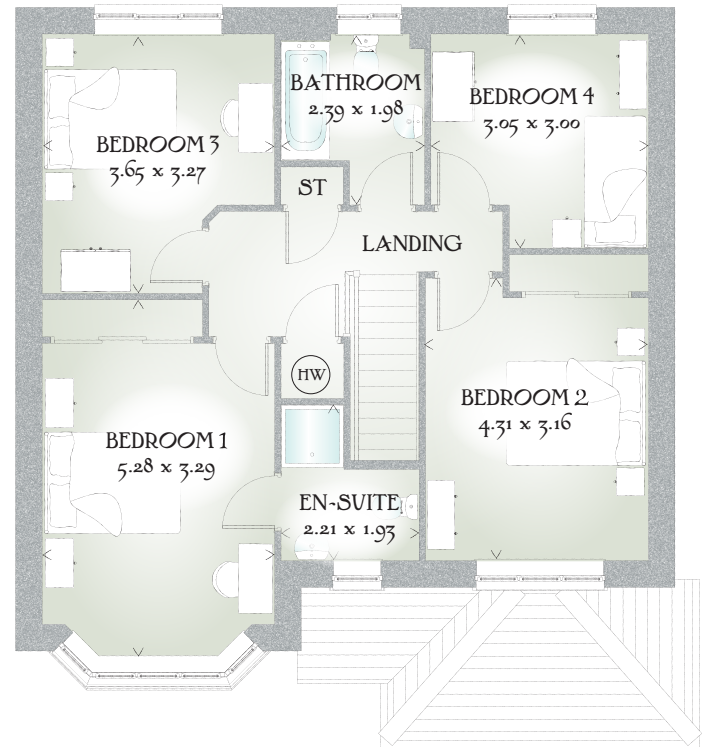 BATHROOM
2.39 x 1.98
BEDROOM 4
3.05 x 3.00
BEDROOM 3
3.65 x 3.27
ST
LANDING
HW
BEDROOM 2
4.31 x 3.16
BEDROOM 1
5.28 x 3.29
EN-SUITE
2.21 x 1.93